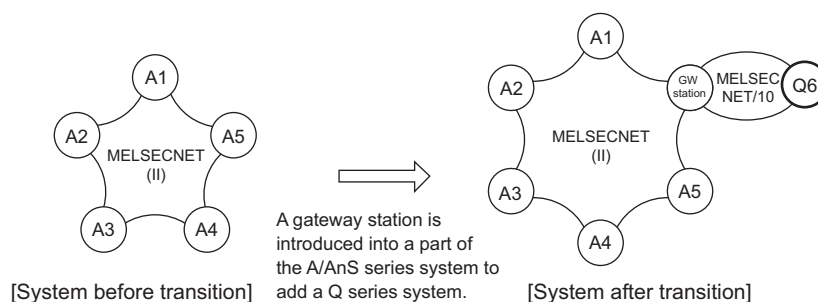 A1
A2
A5
MELSECNET
(II)
A3
A4
[System before transition]
A gateway station is
introduced into a part of
the A/AnS series system to
add a Q series system.
A1
A2
GW
station
MELSEC
NET/10
Q6
MELSECNET
(II)
A3
A5
A4
[System after transition]